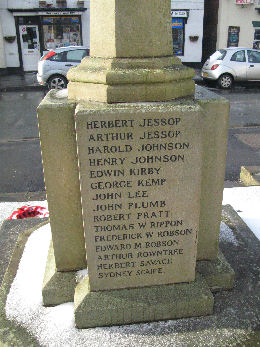 HERBERT JESSOP
ARTHUR JESSOP
HAROLD JOHNSON
HENRY JOHNSON
EDWIN KIRBY
GEORGE KEMP
JOHN LEE
JOHN PLUMB
ROBERT PRATT
THOMAS W RIPPON
FREDERICK W ROBSON
EDWARD M ROBSON
ARTHUR ROWNTREE
HERBERT SAVAGE
SYDNEY SCAIFE